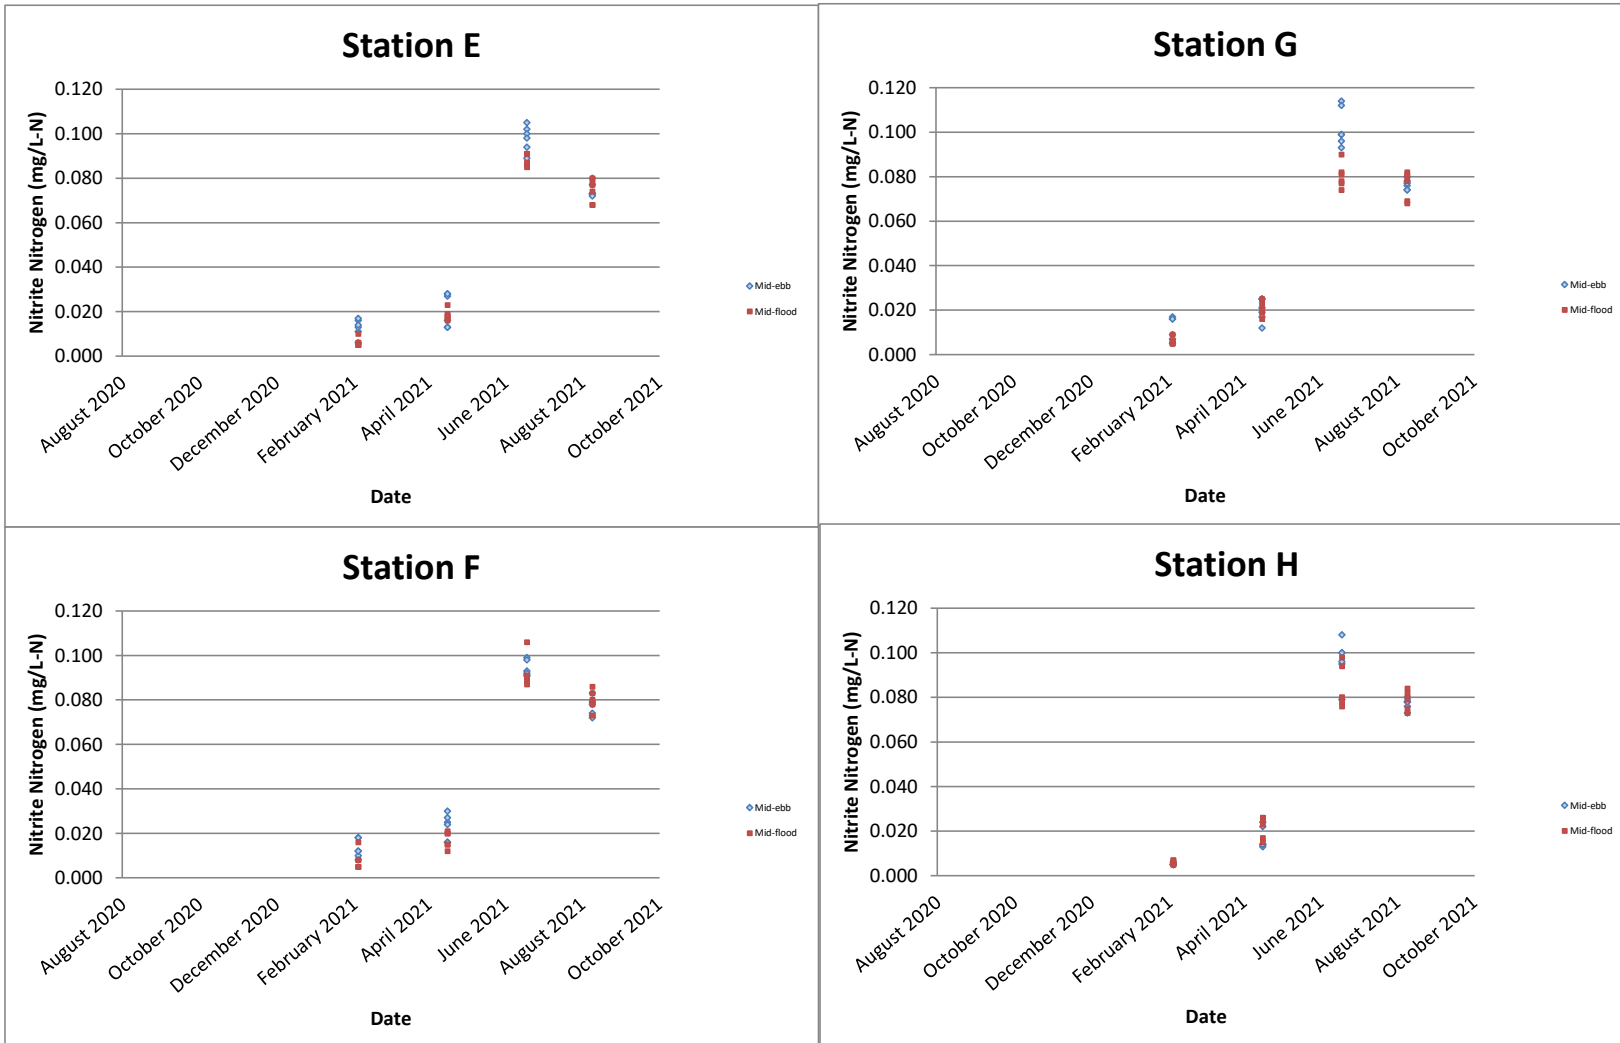 Station E
Nitrite Nitrogen (mg/L-N)
0.120
0.100
0.080
0.060
0.040
0.020
0.000
August 2020
October 2020
December 2020
February 2021
April 2021
June 2021
August 2021
October 2021
Date
Mid-ebb
Mid-flood
Station G
Nitrite Nitrogen (mg/L-N)
0.120
0.100
0.080
0.060
0.040
0.020
0.000
August 2020
October 2020
December 2020
February 2021
April 2021
June 2021
August 2021
October 2021
Date
Mid-ebb
Mid-flood
Station F
Nitrite Nitrogen (mg/L-N)
0.120
0.100
0.080
0.060
0.040
0.020
0.000
August 2020
October 2020
December 2020
February 2021
April 2021
June 2021
August 2021
October 2021
Date
Mid-ebb
Mid-flood
Station H
Nitrite Nitrogen (mg/L-N)
0.120
0.100
0.080
0.060
0.040
0.020
0.000
August 2020
October 2020
December 2020
February 2021
April 2021
June 2021
August 2021
October 2021
Date
Mid-ebb
Mid-flood